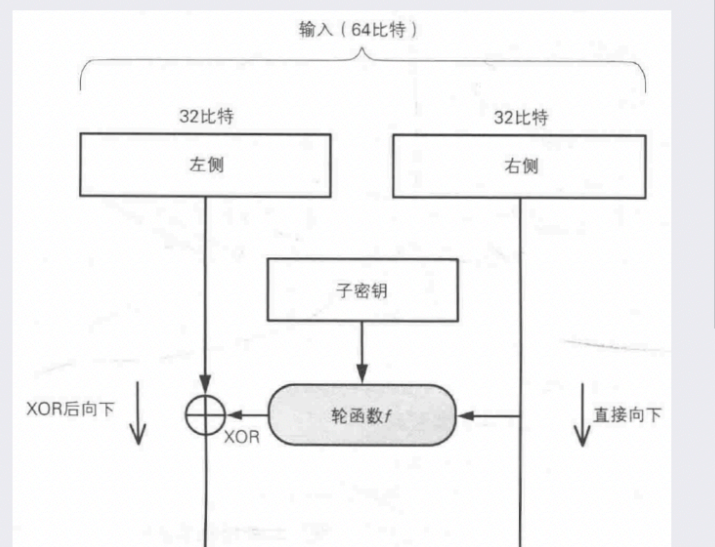 输入（64比特）
32比特
32比特
左侧
右侧
子密钥
XOR后向下
轮函数f
直接向下
XOR